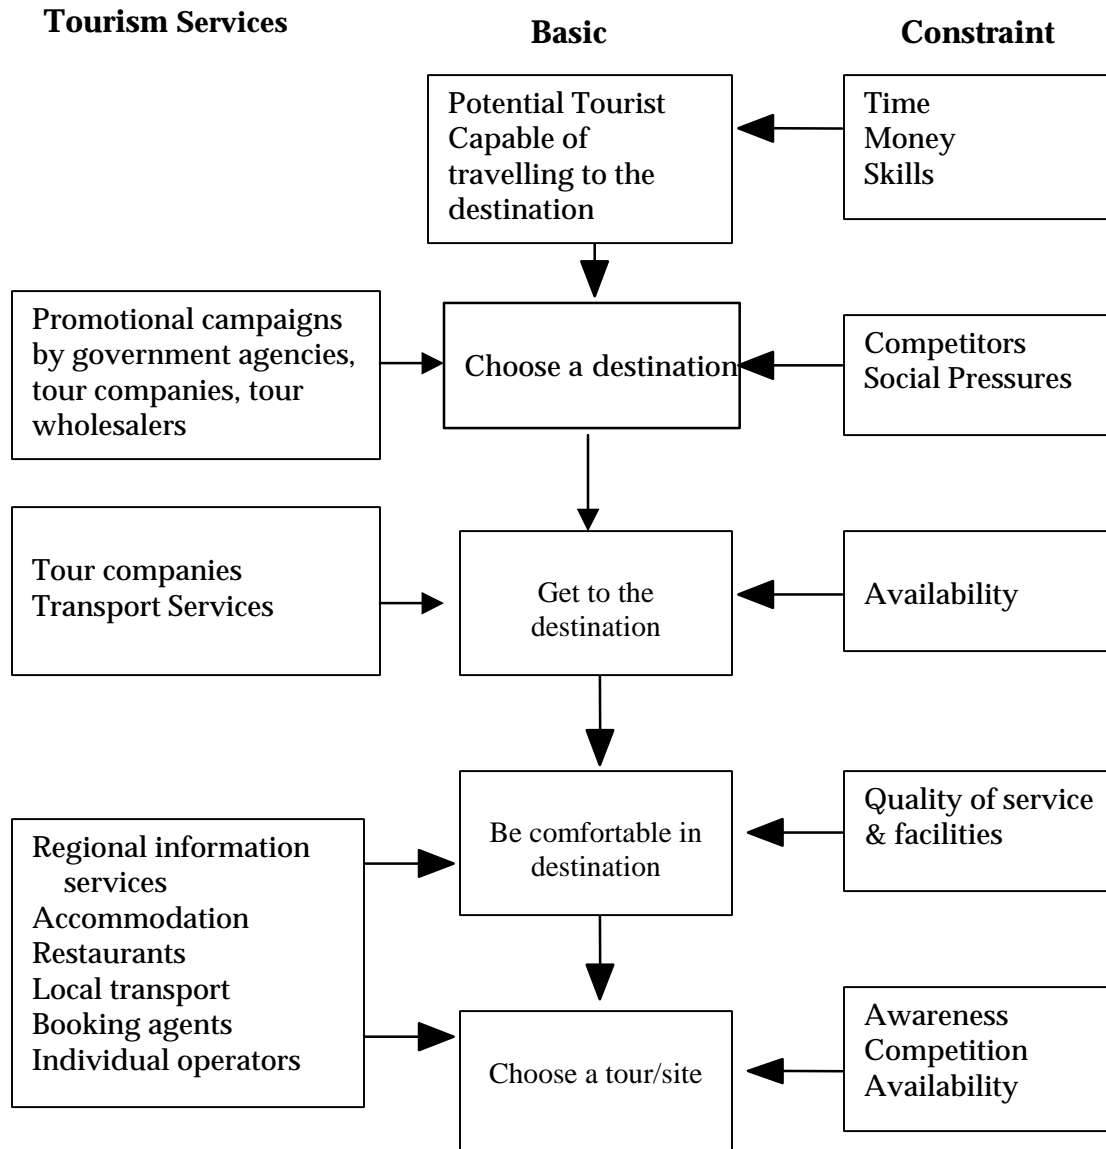 Tourism Services
Basic
Constraint
Potential Tourist
Capable of
travelling to the
destination
Time
Money
Skills
Promotional campaigns
by government agencies,
tour companies, tour
wholesalers
Choose a destination
Competitors
Social Pressures
Tour companies
Transport Services
Get to the
destination
Availability
Regional information
services
Accommodation
Restaurants
Local transport
Booking agents
Individual operators
Be comfortable in
destination
Quality of service
& facilities
Choose a tour/site
Awareness
Competition
Availability